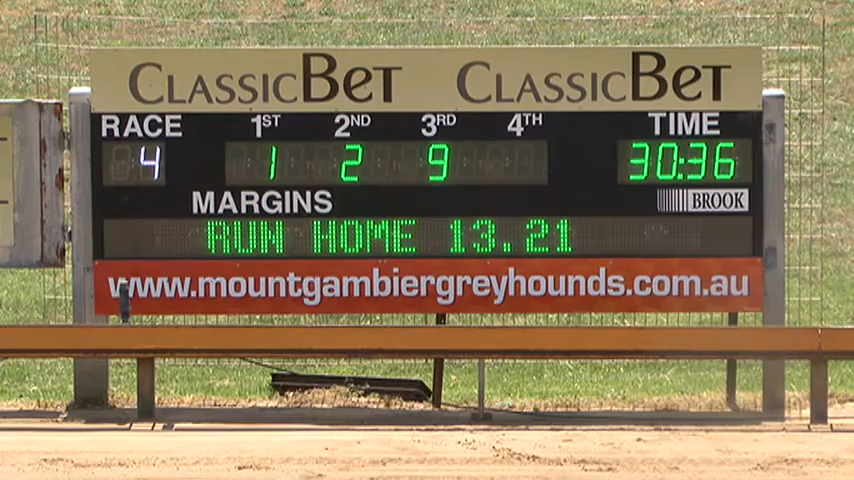 CLASSICBET CLASSICBET
RACE 1ST 2ND 3RD 4TH TIME
4 1 2 9 30:36
MARGINS BROOK
RUN HOME 13.21
www.mountgambiergreyhounds.com.au